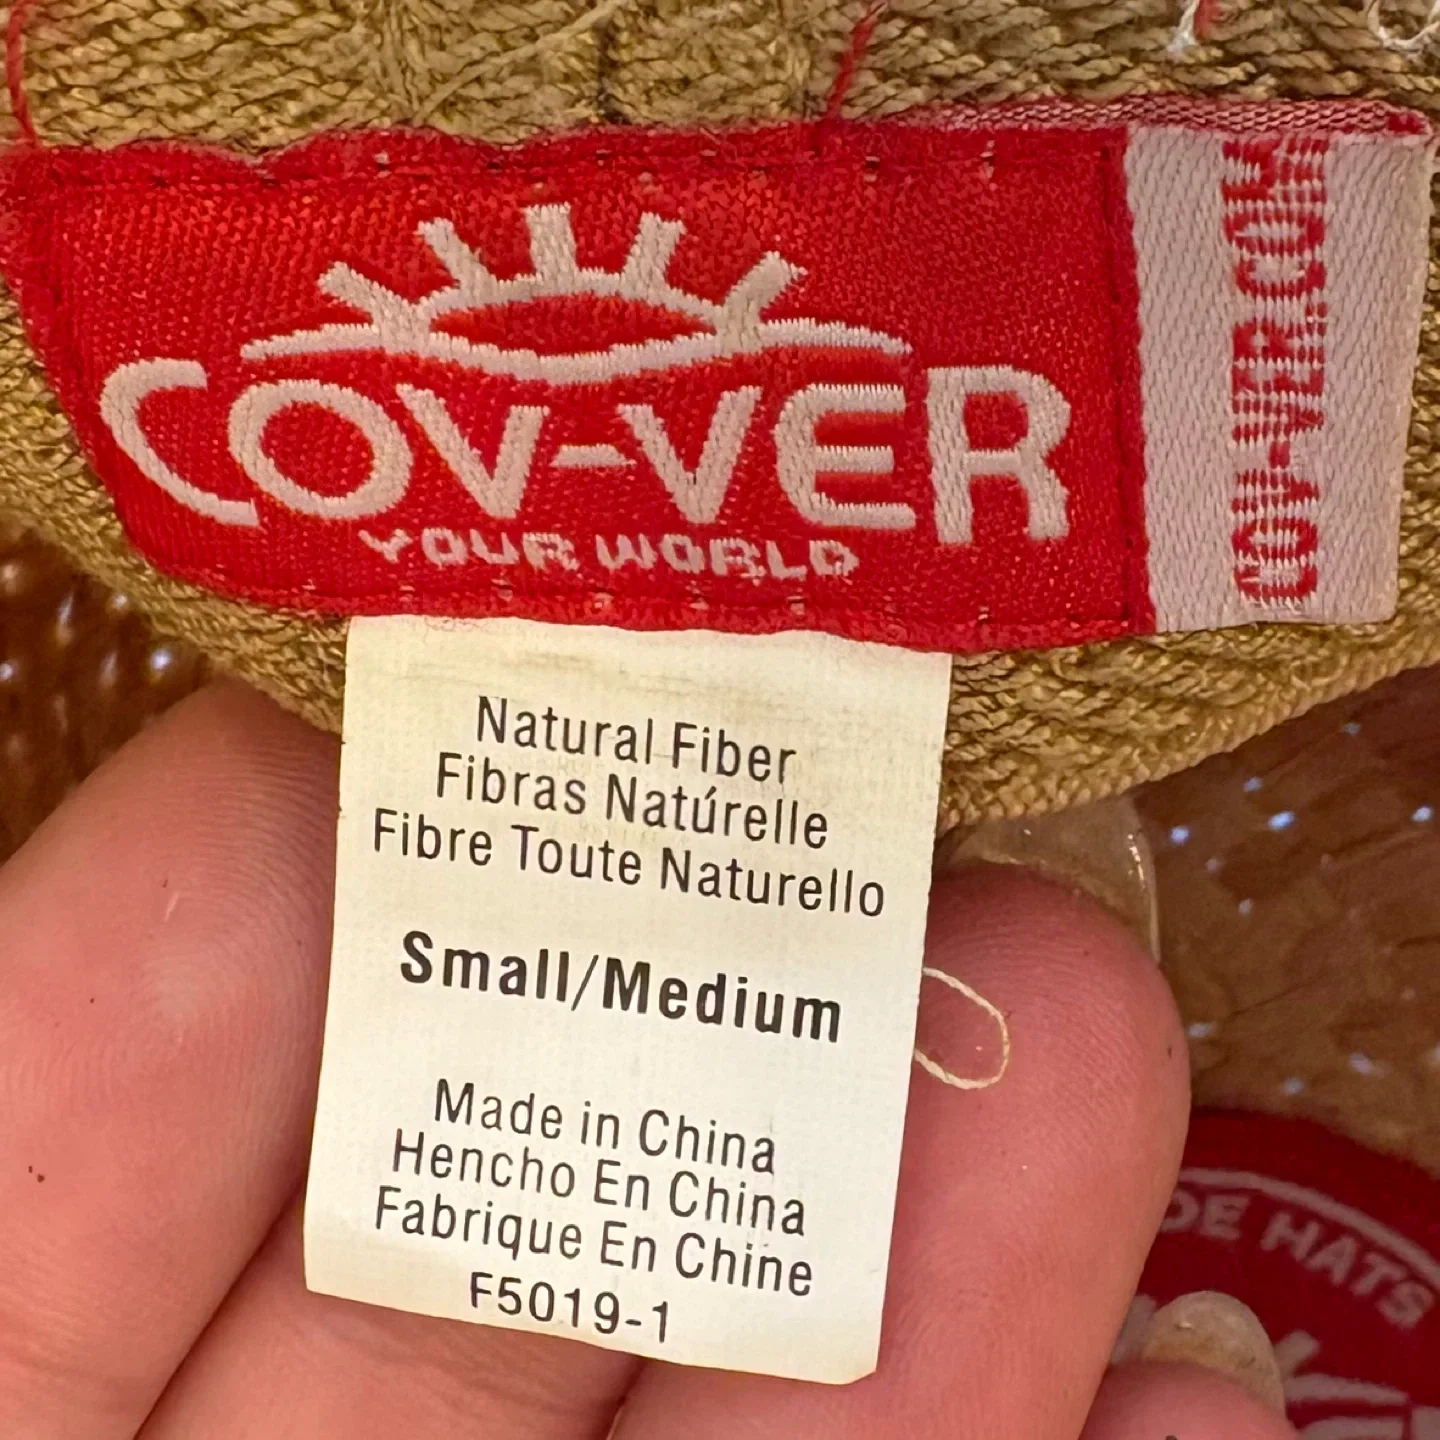 COV-VER
YOUR WORLD
COV-VER.COM
Natural Fiber
Fibras Natúrelle
Fibre Toute Naturello
Small/Medium
Made in China
Hencho En China
Fabrique En Chine
F5019-1
DE HATS